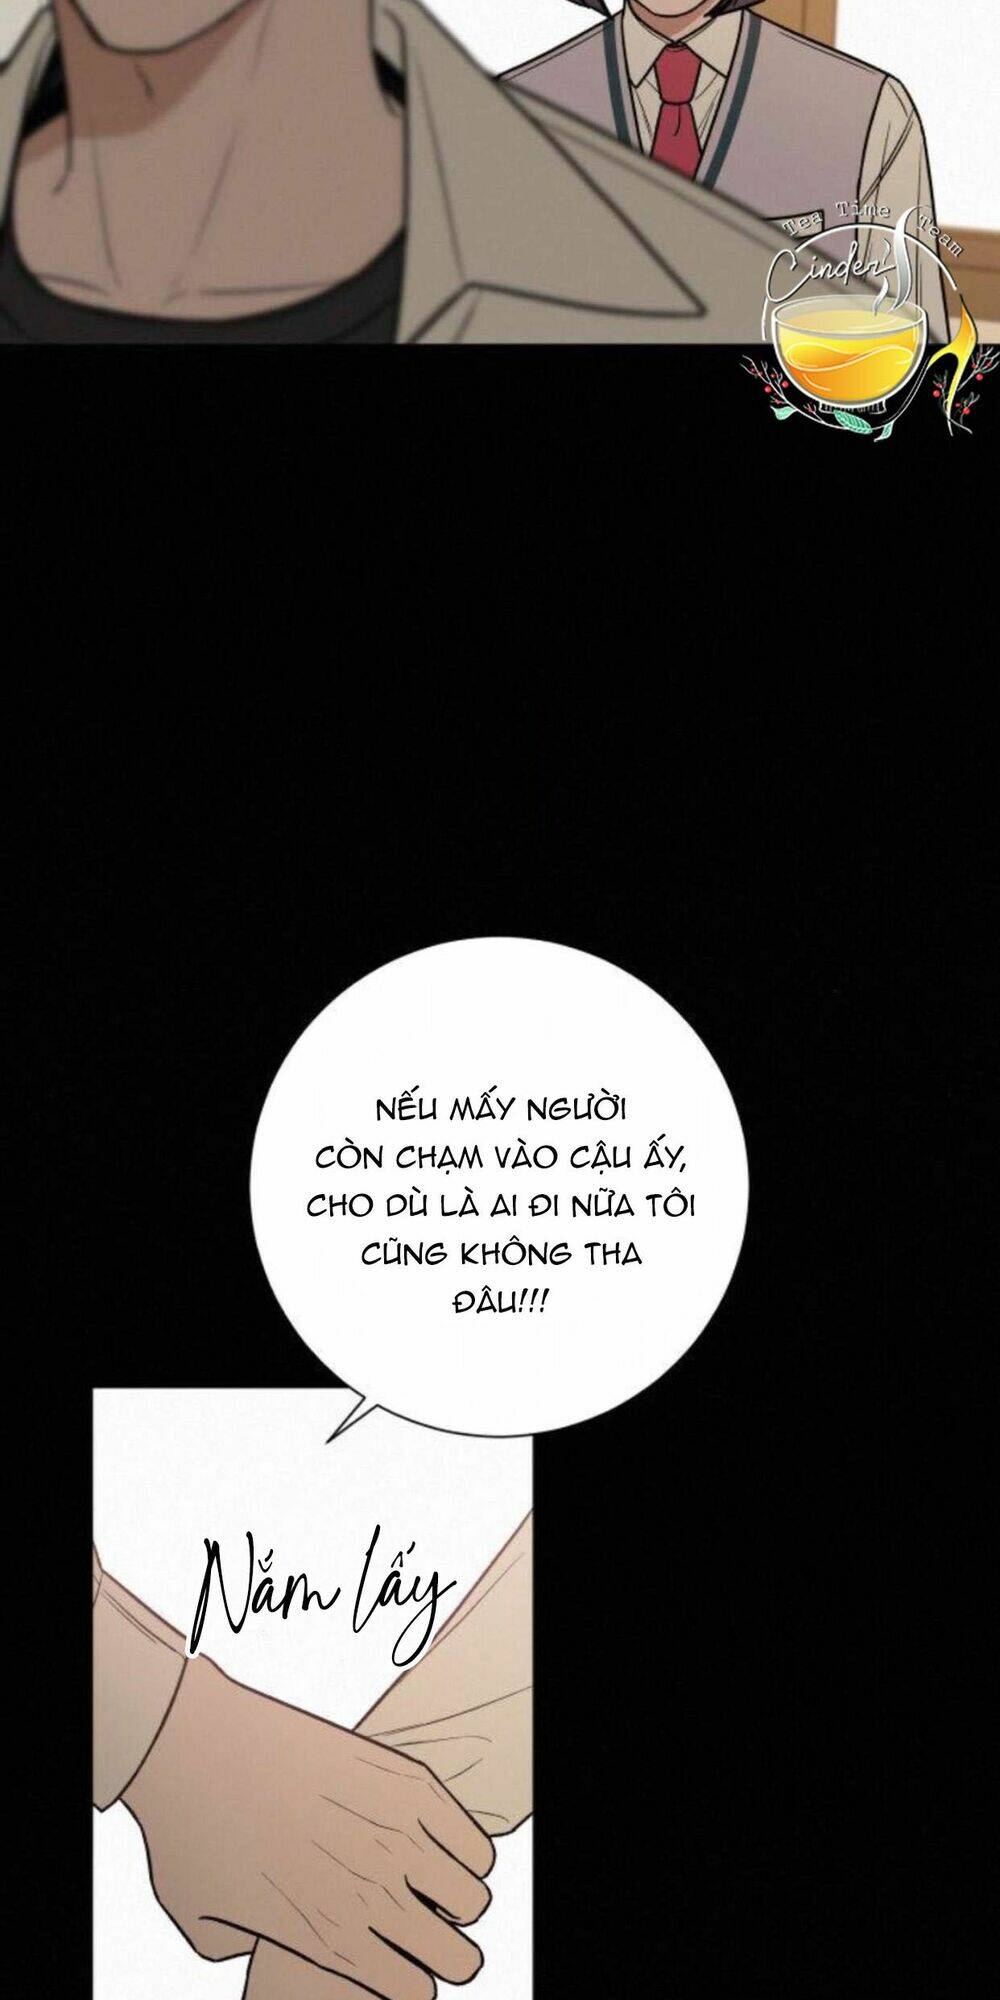 Tea Time Team
Cinder's
NẾU MẤY NGƯỜI
CÒN CHẠM VÀO CẬU ẤY,
CHO DÙ LÀ AI ĐI NỮA TÔI
CŨNG KHÔNG THA
ĐÂU!!!
Nắm lấy